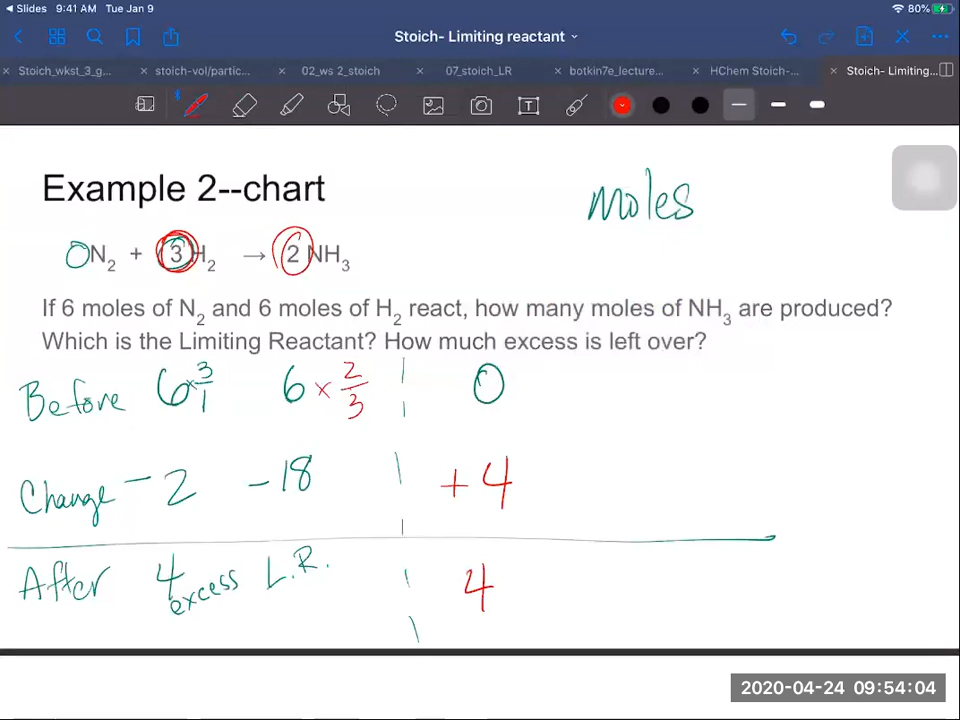 Slides 9:41 AM Tue Jan 9 80%
Stoich- Limiting reactant
Stoich_wkst_3_g... stoich-vol/partic... 02_ws 2_stoich 07_stoich_LR botkin7e_lecture... HChem Stoich-... Stoich- Limiting...
T
Example 2--chart
moles
N₂ + 3 H₂ → 2 NH₃
If 6 moles of N₂ and 6 moles of H₂ react, how many moles of NH₃ are produced?
Which is the Limiting Reactant? How much excess is left over?
Before 6 × 3/1 6 × 2/3 0
Change - 2 - 18 + 4
After 4 excess L.R. 4
2020-04-24 09:54:04